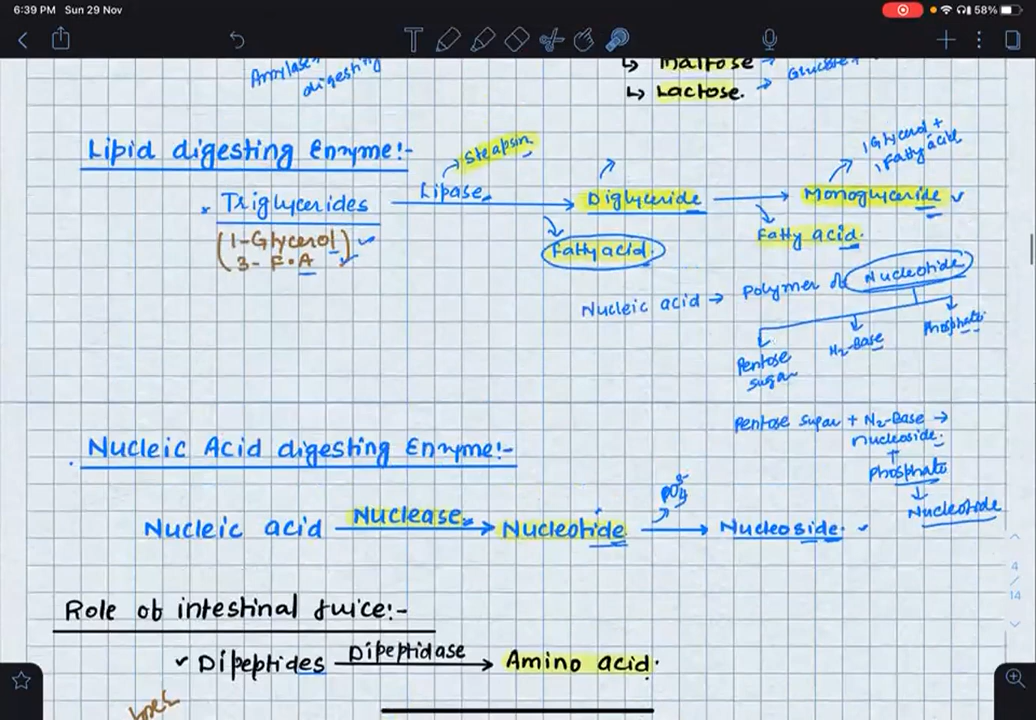 6:39 PM Sun 29 Nov 58%
Amylase
digesting
↳ Maltose →
Glucose +
↳ Lactose. →
Lipid digesting Enzyme:-
Steapsin
1 Glycerol +
1 Fatty acid
Triglycerides Lipase Diglyceride Monoglyceride
(1-Glycerol)
3- F.A
Fatty acid.
Fatty acid.
Nucleic acid → Polymer of Nucleotide
Pentose sugar
N2-Base
Phosphate
Nucleic Acid digesting Enzyme:-
Pentose sugar + N2-Base →
nucleoside.
↑
Phosphate
↓
Nucleotide
Nucleic acid Nuclease Nucleotide PO4 3- Nucleoside.
4
/
14
Role of intestinal juice:-
✓ Dipeptides Dipeptidase Amino acid.